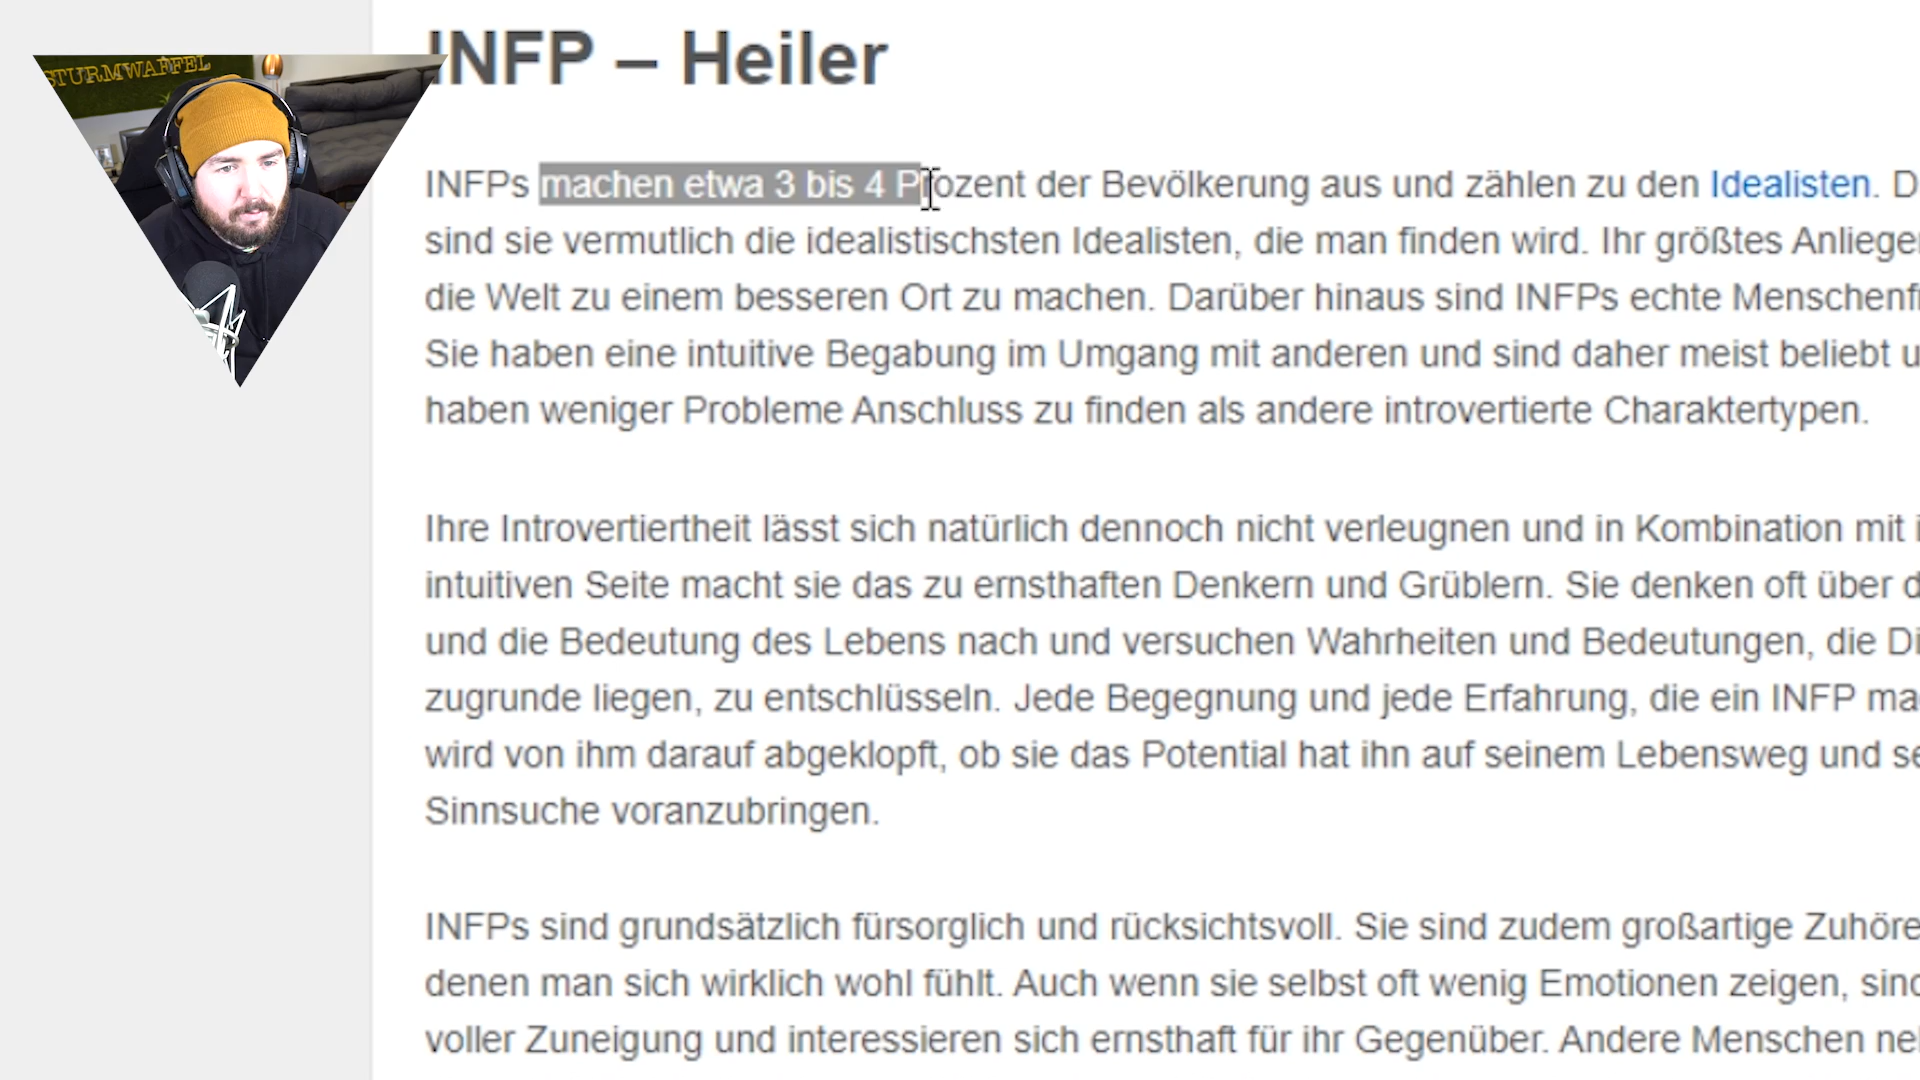 STURMWAFFEL
INFP – Heiler
INFPs machen etwa 3 bis 4 Prozent der Bevölkerung aus und zählen zu den Idealisten. D
sind sie vermutlich die idealistischsten Idealisten, die man finden wird. Ihr größtes Anliege
die Welt zu einem besseren Ort zu machen. Darüber hinaus sind INFPs echte Menschenf
Sie haben eine intuitive Begabung im Umgang mit anderen und sind daher meist beliebt u
haben weniger Probleme Anschluss zu finden als andere introvertierte Charaktertypen.
Ihre Introvertiertheit lässt sich natürlich dennoch nicht verleugnen und in Kombination mit i
intuitiven Seite macht sie das zu ernsthaften Denkern und Grüblern. Sie denken oft über d
und die Bedeutung des Lebens nach und versuchen Wahrheiten und Bedeutungen, die Di
zugrunde liegen, zu entschlüsseln. Jede Begegnung und jede Erfahrung, die ein INFP ma
wird von ihm darauf abgeklopft, ob sie das Potential hat ihn auf seinem Lebensweg und se
Sinnsuche voranzubringen.
INFPs sind grundsätzlich fürsorglich und rücksichtsvoll. Sie sind zudem großartige Zuhöre
denen man sich wirklich wohl fühlt. Auch wenn sie selbst oft wenig Emotionen zeigen, sind
voller Zuneigung und interessieren sich ernsthaft für ihr Gegenüber. Andere Menschen ne